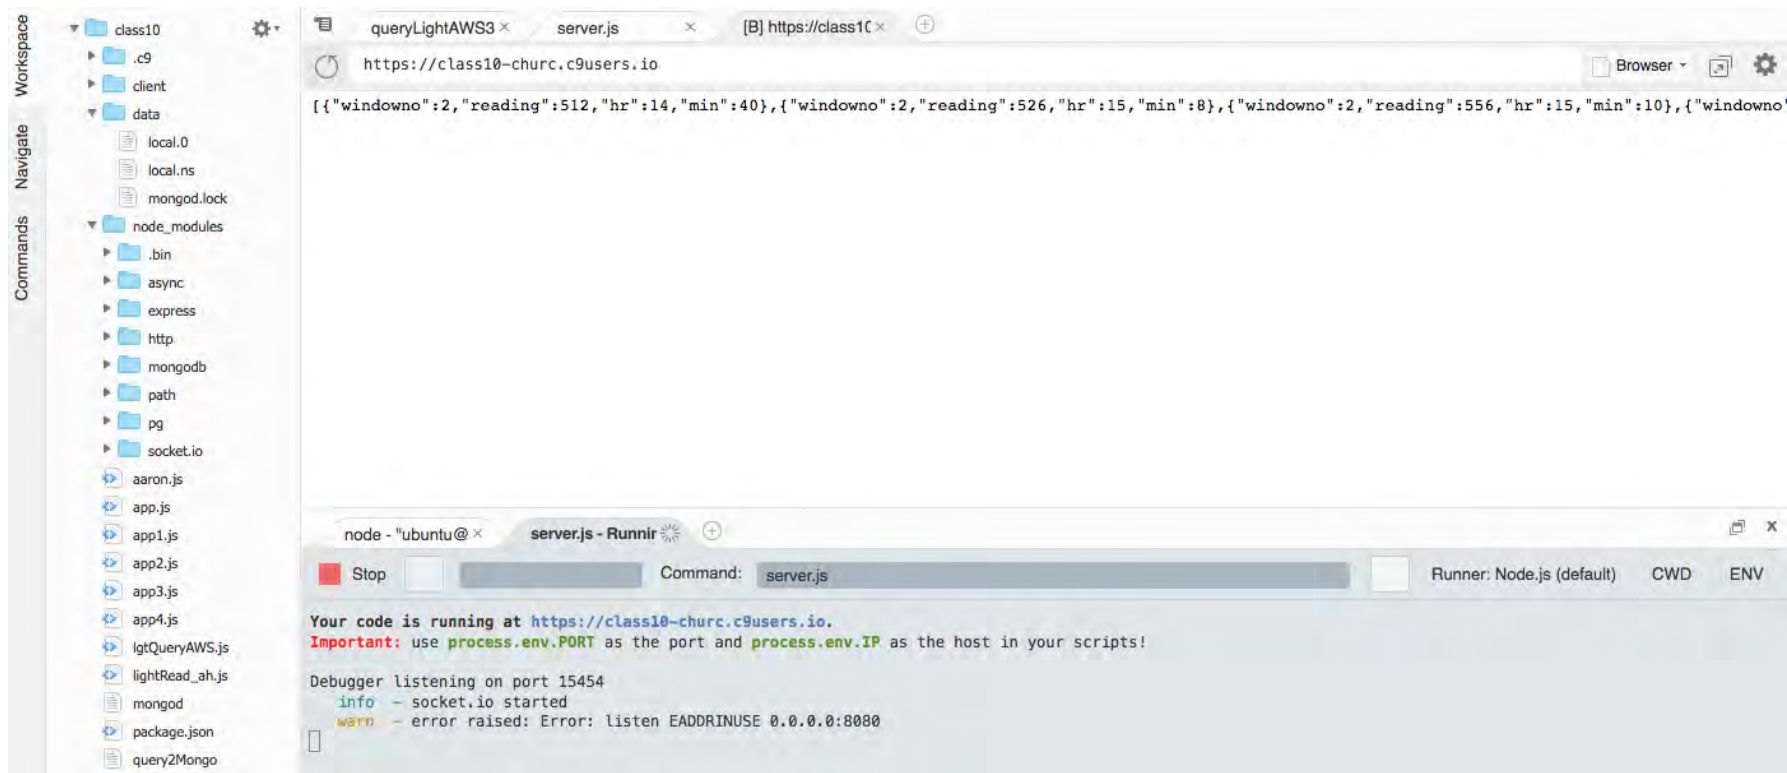 Workspace
Navigate
Commands
class10
.c9
client
data
local.0
local.ns
mongod.lock
node_modules
.bin
async
express
http
mongodb
path
pg
socket.io
aaron.js
app.js
app1.js
app2.js
app3.js
app4.js
lgtQueryAWS.js
lightRead_ah.js
mongod
package.json
query2Mongo
queryLightAWS3 × server.js × [B] https://class1( ×
https://class10-churc.c9users.io Browser
[{"windowno":2,"reading":512,"hr":14,"min":40},{"windowno":2,"reading":526,"hr":15,"min":8},{"windowno":2,"reading":556,"hr":15,"min":10},{"windowno"
node - "ubuntu@ × server.js - Runnir
Stop Command: server.js Runner: Node.js (default) CWD ENV
Your code is running at https://class10-churc.c9users.io.
Important: use process.env.PORT as the port and process.env.IP as the host in your scripts!
Debugger listening on port 15454
info - socket.io started
warn - error raised: Error: listen EADDRINUSE 0.0.0.0:8080